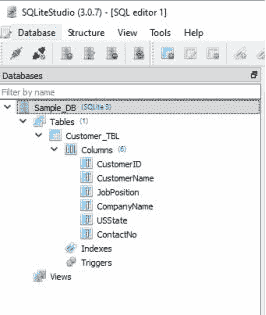 SQLiteStudio (3.0.7) - [SQL editor 1]
Database Structure View Tools Help
Databases
Filter by name
Sample_DB (SQLite 3)
Tables (1)
Customer_TBL
Columns (6)
CustomerID
CustomerName
JobPosition
CompanyName
USState
ContactNo
Indexes
Triggers
Views